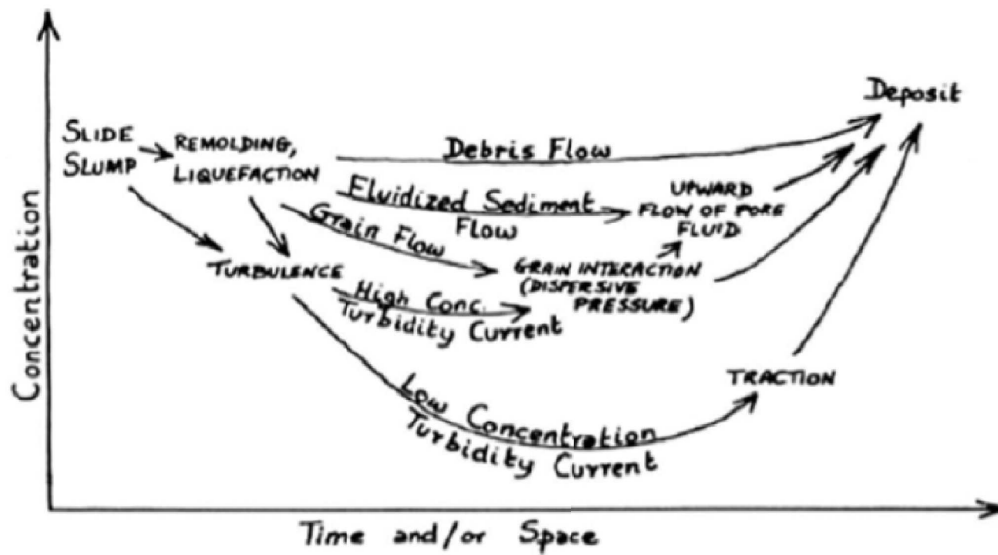 Concentration
Deposit
SLIDE
SLUMP
REMOLDING,
LIQUEFACTION
Debris Flow
Fluidized Sediment
Flow
UPWARD
FLOW OF PORE
FLUID
Grain Flow
TURBULENCE
GRAIN INTERACTION
(DISPERSIVE
PRESSURE)
High Conc.
Turbidity Current
TRACTION
Low Concentration
Turbidity Current
Time and/or Space